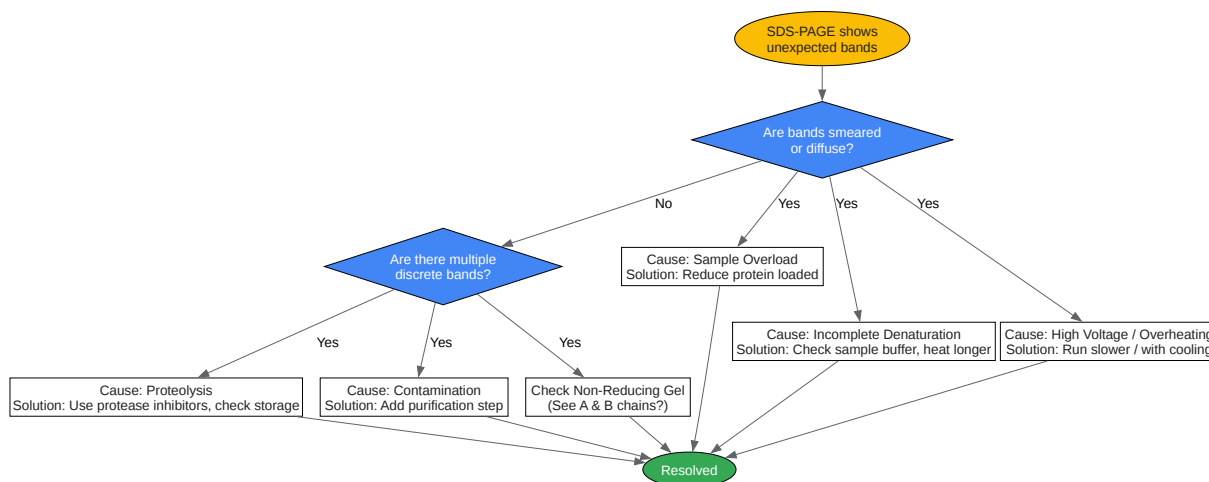 SDS-PAGE shows
unexpected bands
Are bands smeared
or diffuse?
No
Yes
Yes
Yes
Are there multiple
discrete bands?
Cause: Sample Overload
Solution: Reduce protein loaded
Yes
Yes
Yes
Cause: Incomplete Denaturation
Solution: Check sample buffer, heat longer
Cause: High Voltage / Overheating
Solution: Run slower / with cooling
Cause: Proteolysis
Solution: Use protease inhibitors, check storage
Cause: Contamination
Solution: Add purification step
Check Non-Reducing Gel
(See A & B chains?)
Resolved